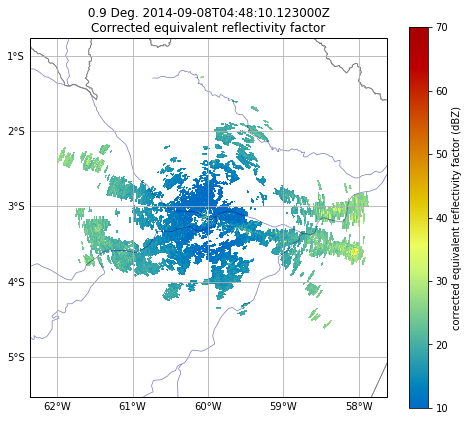 0.9 Deg. 2014-09-08T04:48:10.123000Z
Corrected equivalent reflectivity factor
1°S
2°S
3°S
4°S
5°S
62°W
61°W
60°W
59°W
58°W
70
60
50
40
30
20
10
corrected equivalent reflectivity factor (dBZ)